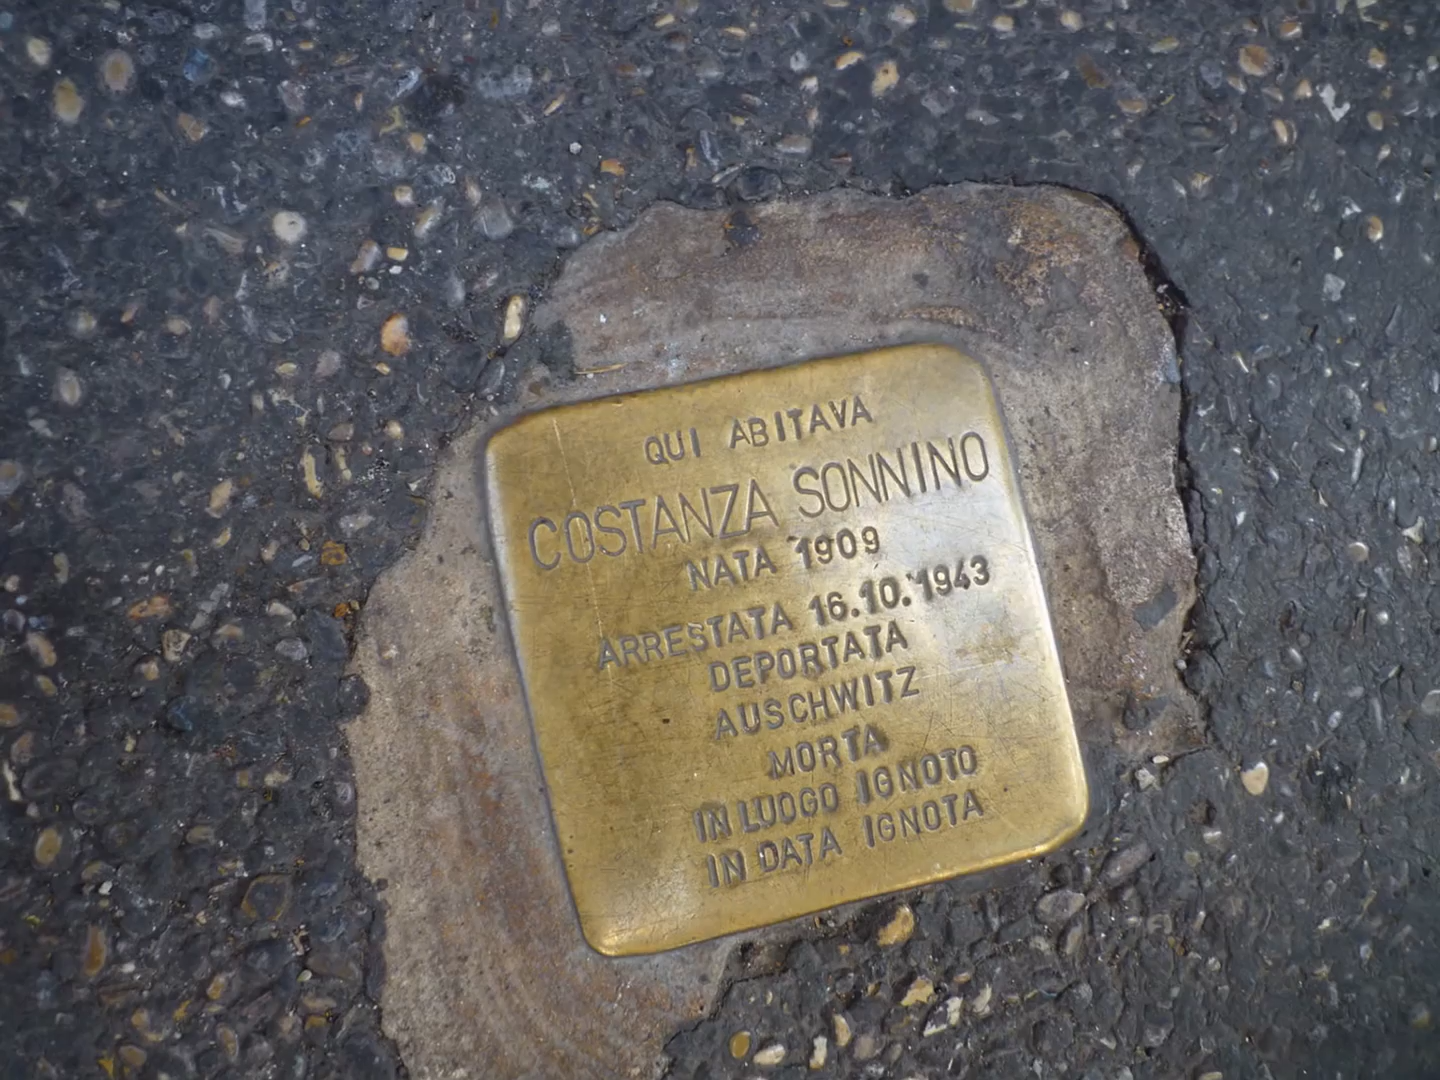 QUI ABITAVA
COSTANZA SONNINO
NATA 1909
ARRESTATA 16.10.1943
DEPORTATA
AUSCHWITZ
MORTA
IN LUOGO IGNOTO
IN DATA IGNOTA